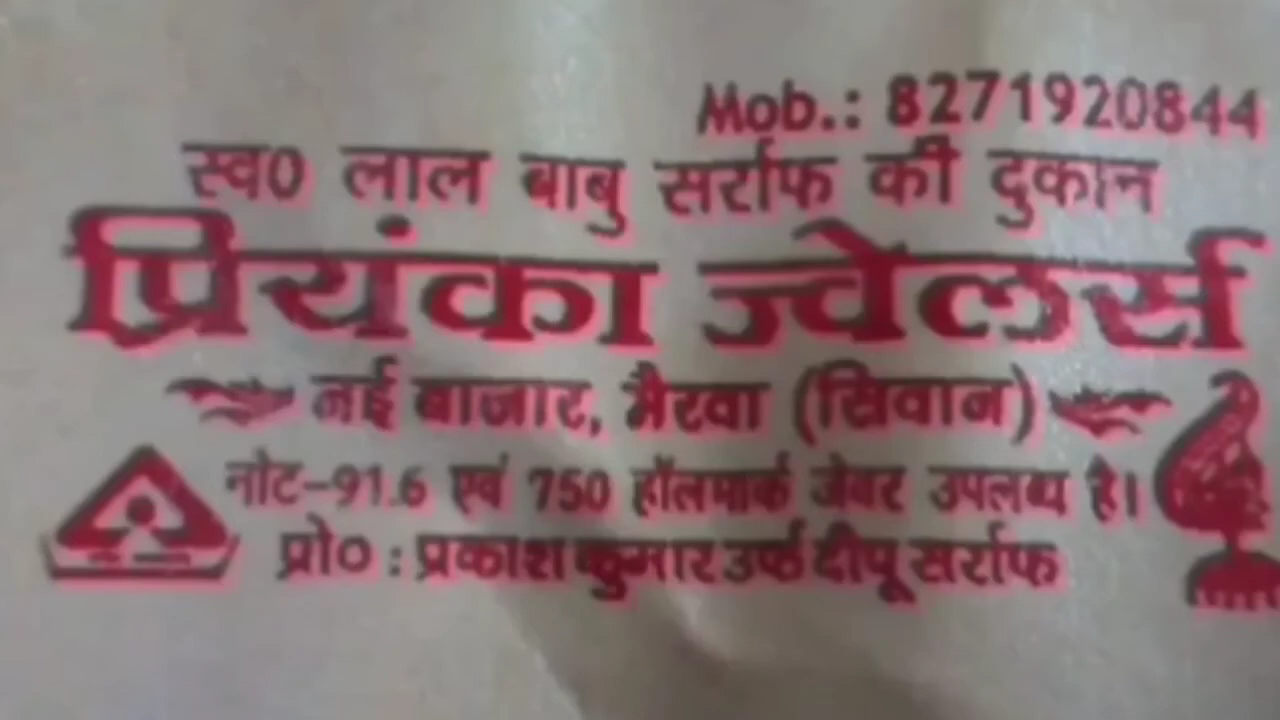 Mob.: 8271920844
स्व0 लाल बाबु सर्राफ की दुकान
प्रियंका ज्वेलर्स
नई बाजार, मैरवा (सिवान)
नोट-91.6 एवं 750 हॉलमार्क जेवर उपलब्ध है।
प्रो0 : प्रकाश कुमार उर्फ दीपू सर्राफ